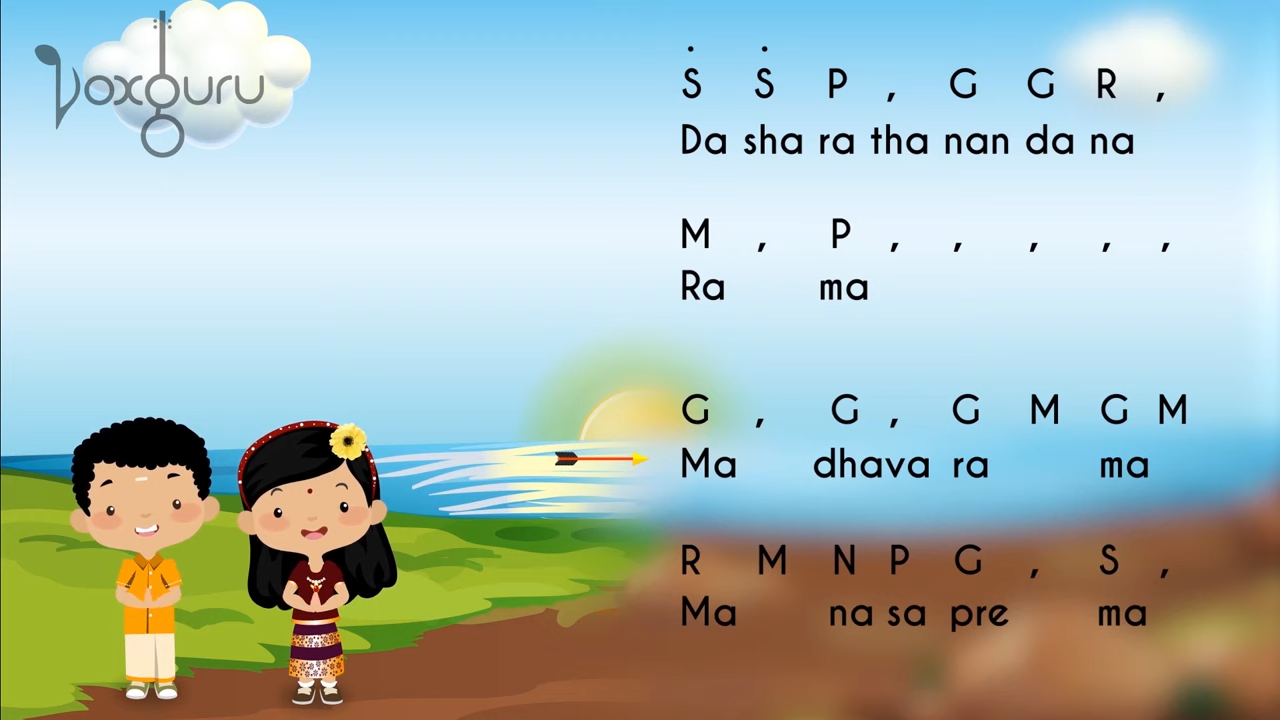 Voxguru
Ṡ Ṡ P , G G R ,
Da sha ra tha nan da na
M , P , , , , ,
Ra ma
G , G , G M G M
Ma dhava ra ma
R M N P G , S ,
Ma na sa pre ma